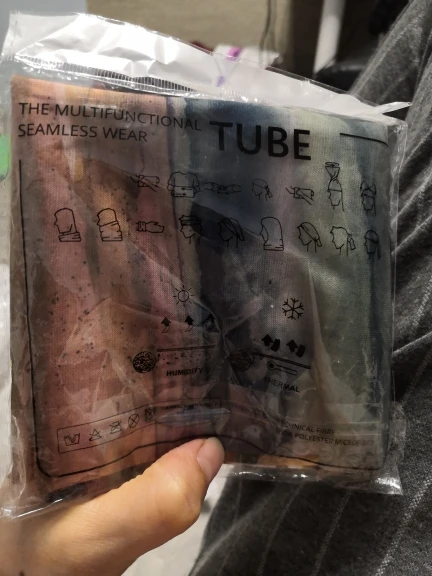 THE MULTIFUNCTIONAL
SEAMLESS WEAR
TUBE
HUMIDITY
THERMAL